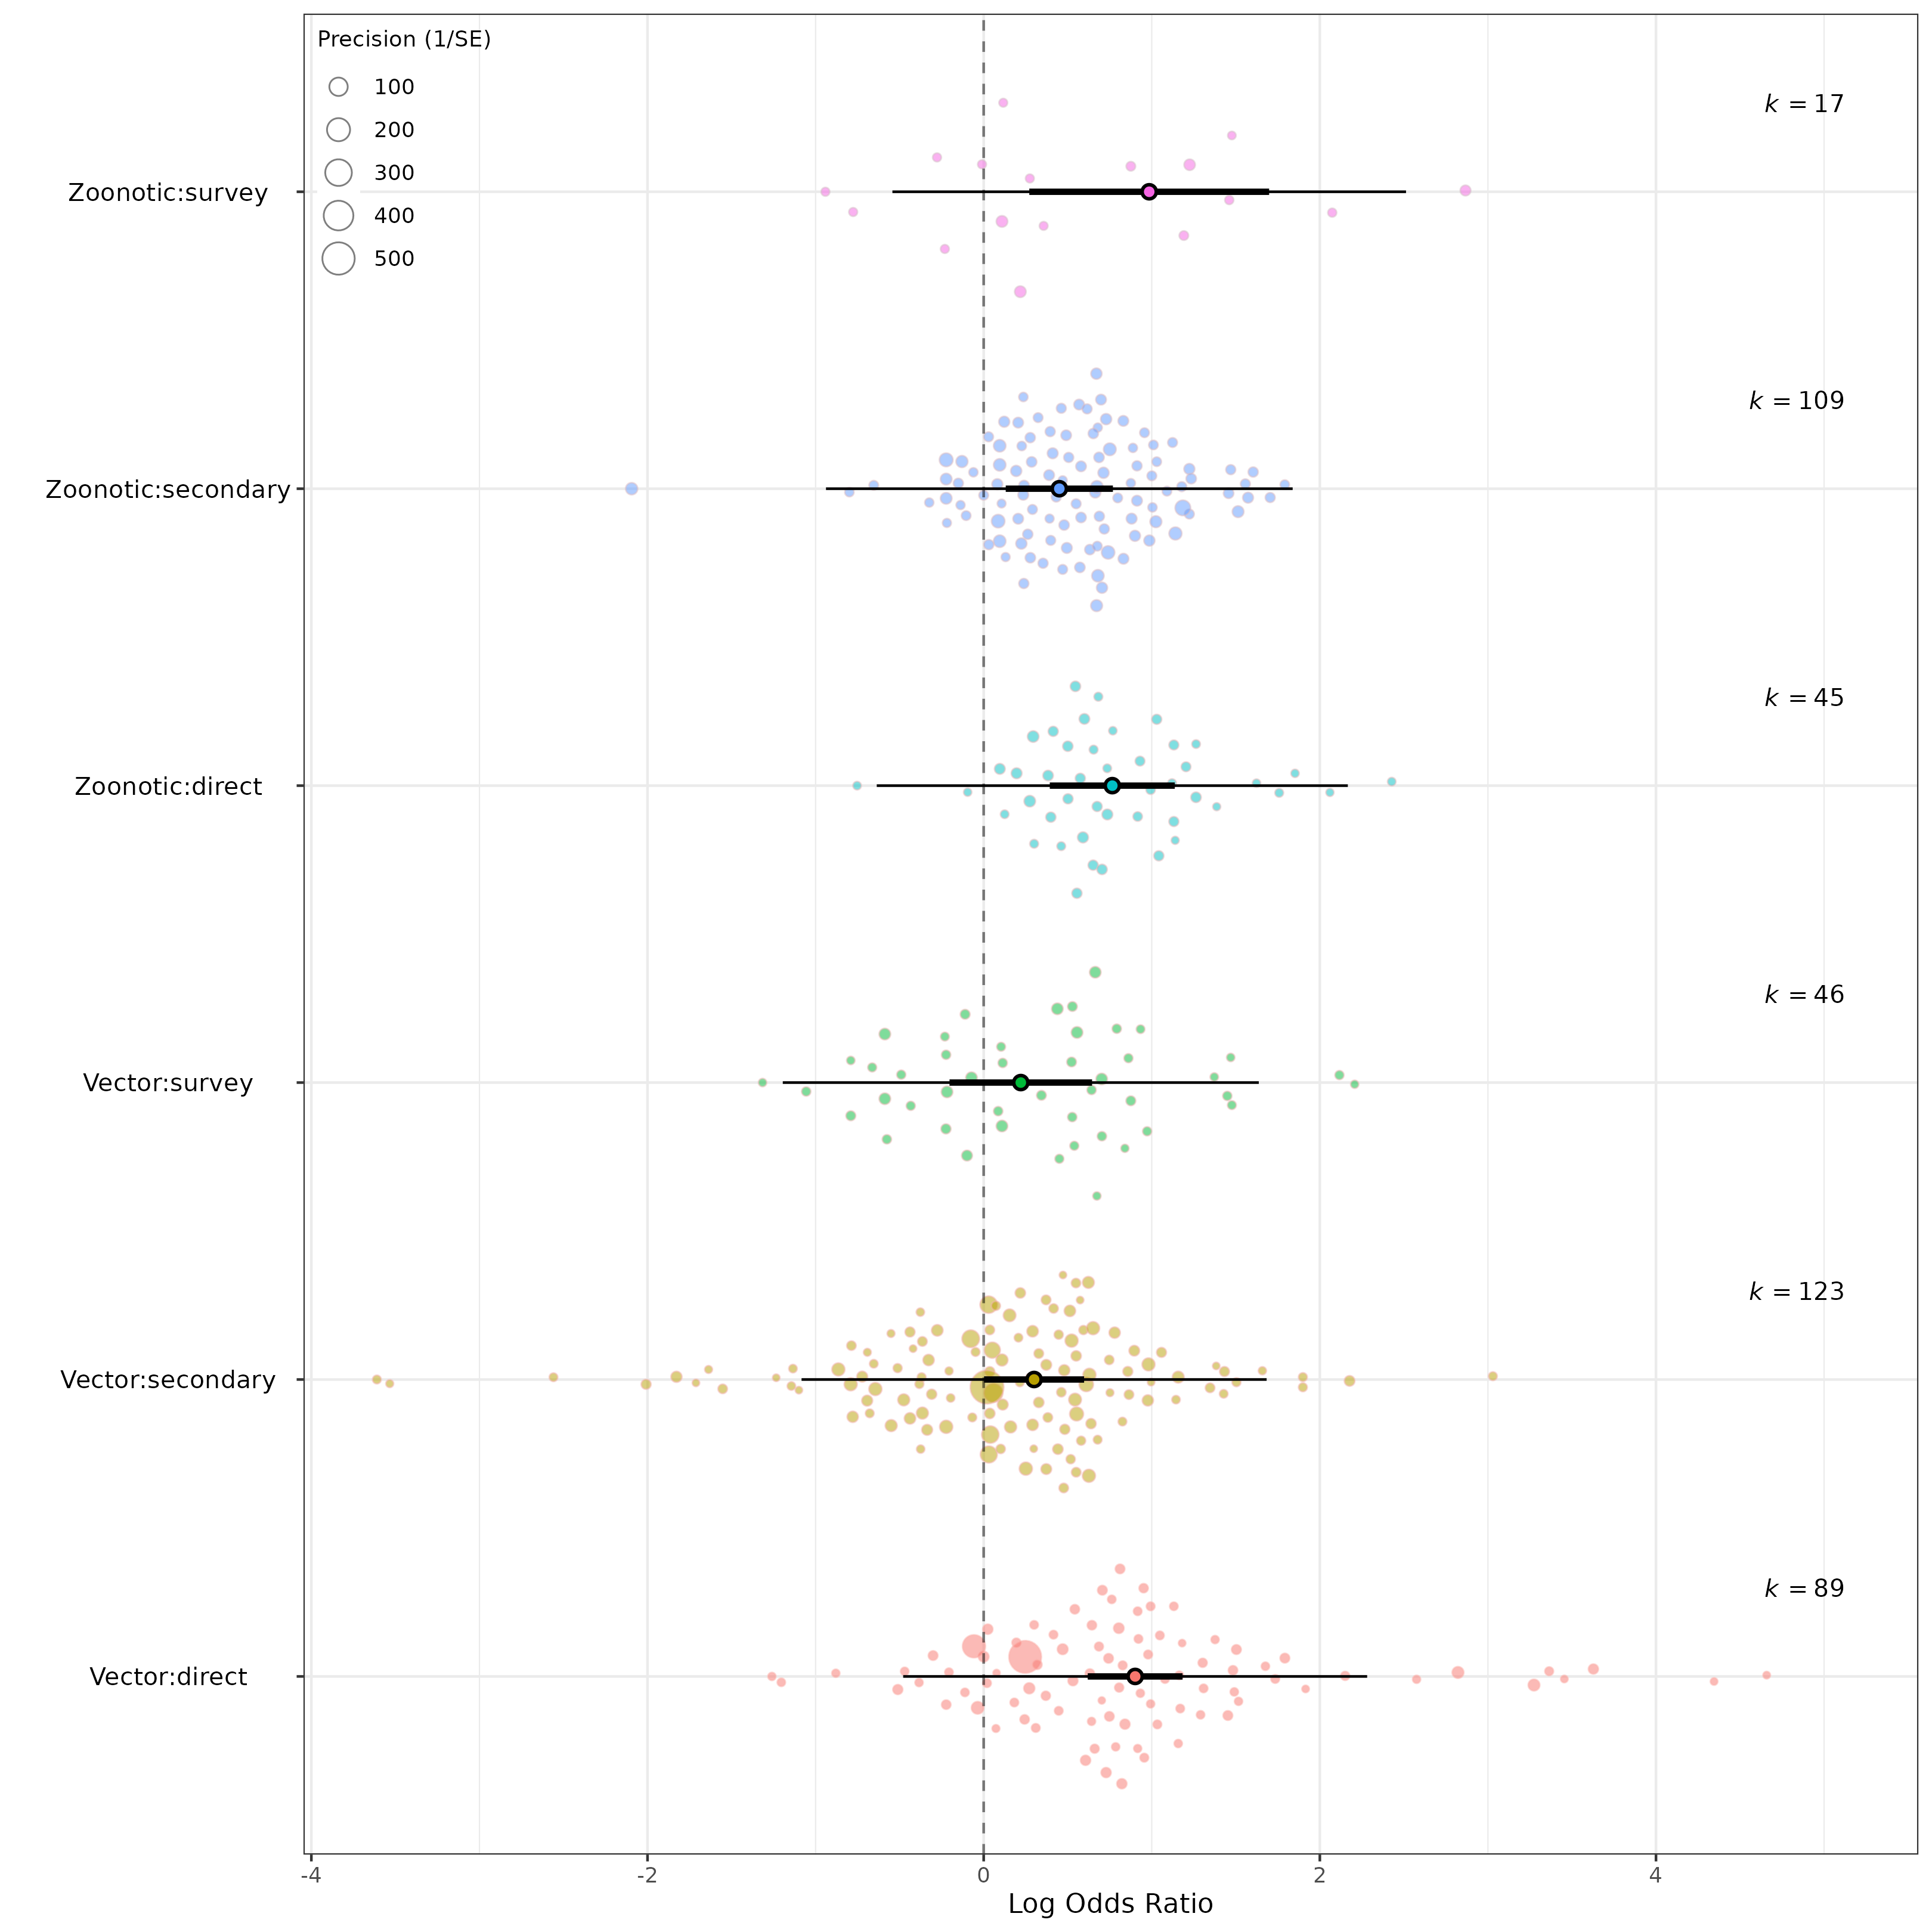 Precision (1/SE)
100
200
300
400
500
k = 17
Zoonotic:survey
k = 109
Zoonotic:secondary
k = 45
Zoonotic:direct
k = 46
Vector:survey
k = 123
Vector:secondary
k = 89
Vector:direct
-4 -2 0 2 4
Log Odds Ratio